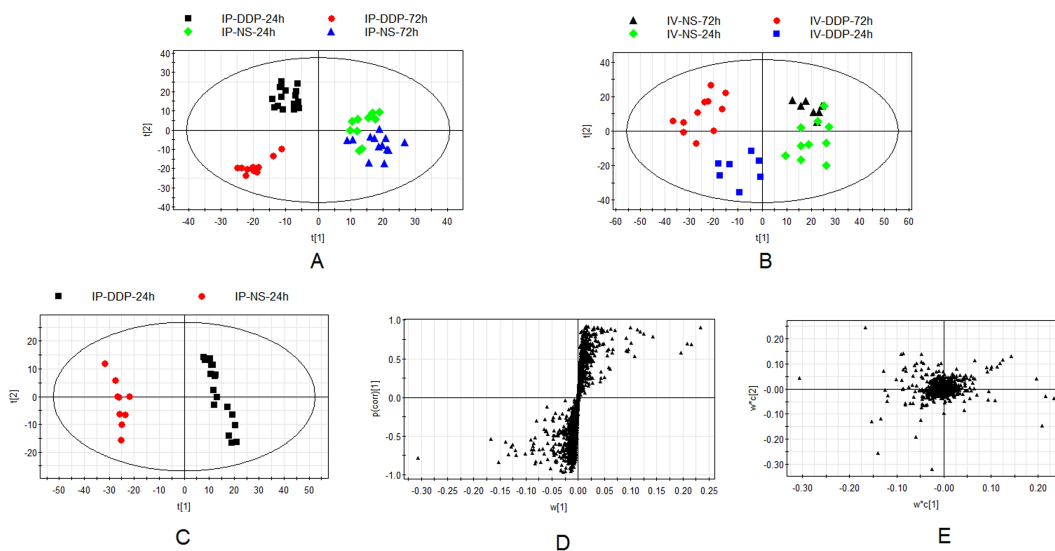 IP-DDP-24h IP-DDP-72h
IP-NS-24h IP-NS-72h
t[2]
40
30
20
10
0
-10
-20
-30
-40
-40 -30 -20 -10 0 10 20 30 40
t[1]
A
IV-NS-72h IV-DDP-72h
IV-NS-24h IV-DDP-24h
t[2]
40
20
0
-20
-40
-60 -50 -40 -30 -20 -10 0 10 20 30 40 50 60
t[1]
B
IP-DDP-24h IP-NS-24h
t[2]
20
10
0
-10
-20
-50 -40 -30 -20 -10 0 10 20 30 40 50
t[1]
C
p(corr)[1]
1.0
0.5
0.0
-0.5
-1.0
-0.30 -0.25 -0.20 -0.15 -0.10 -0.05 0.00 0.05 0.10 0.15 0.20 0.25
w[1]
D
w*c[2]
0.20
0.10
-0.00
-0.10
-0.20
-0.30
-0.30 -0.20 -0.10 -0.00 0.10 0.20
w*c[1]
E